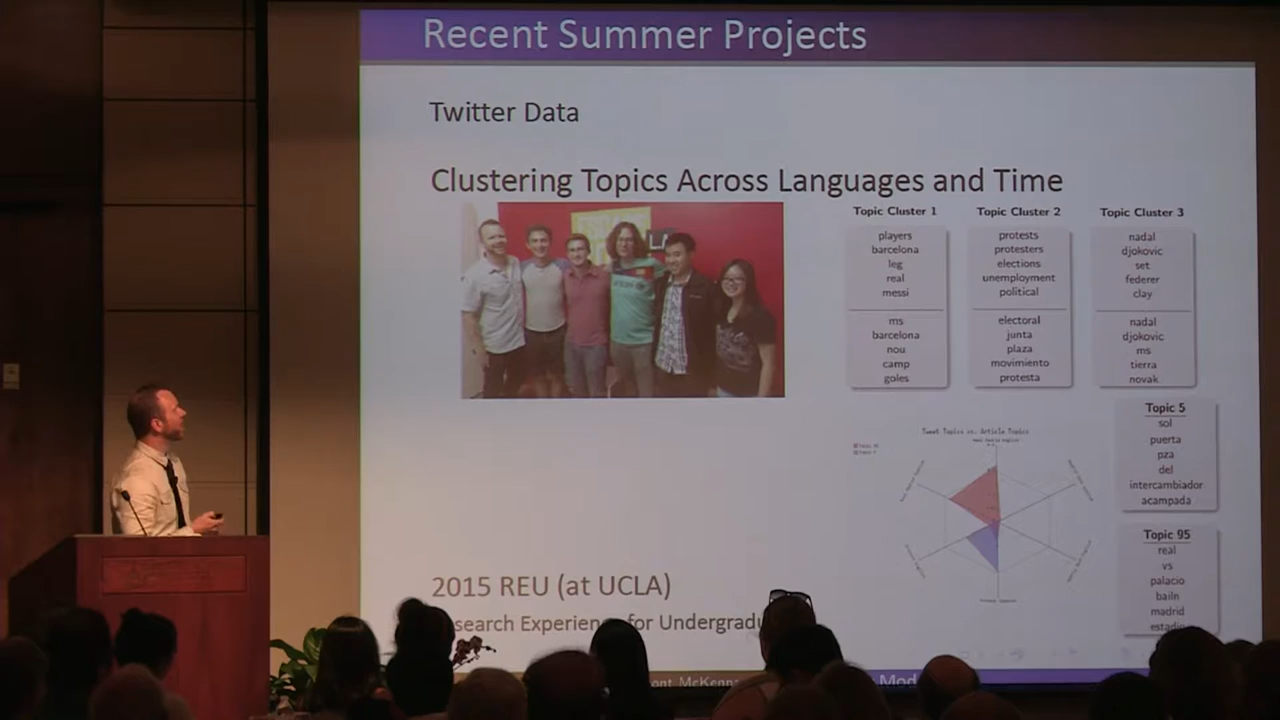 Recent Summer Projects
Twitter Data
Clustering Topics Across Languages and Time
Topic Cluster 1
players
barcelona
leg
real
messi
ms
barcelona
nou
camp
goles
Topic Cluster 2
protests
protesters
elections
unemployment
political
electoral
junta
plaza
movimiento
protesta
Topic Cluster 3
nadal
djokovic
set
federer
clay
nadal
djokovic
ms
tierra
novak
Tweet Topics vs. Article Topics
Topic 5
sol
puerta
pza
del
intercambiador
acampada
Topic 95
real
vs
palacio
bailn
madrid
estadio
2015 REU (at UCLA)
for